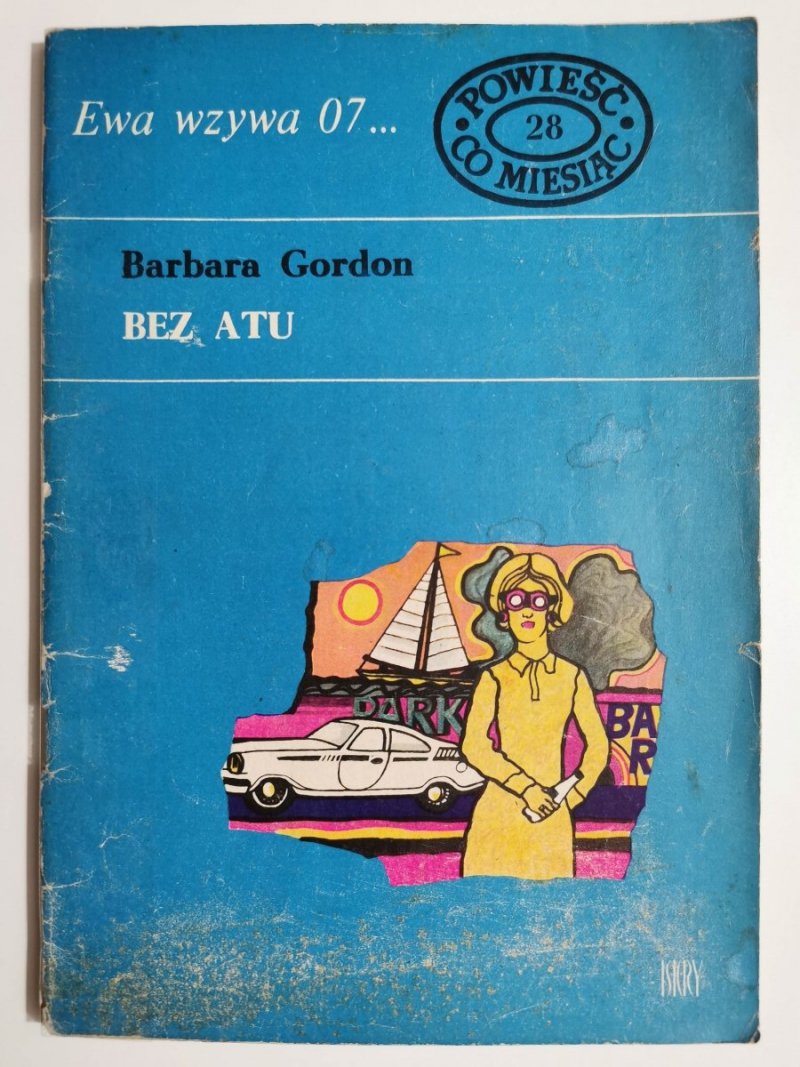 Ewa wzywa 07...
• POWIEŚĆ •
28
CO MIESIĄC
Barbara Gordon
BEZ ATU
PARK
BA
R
ISKRY